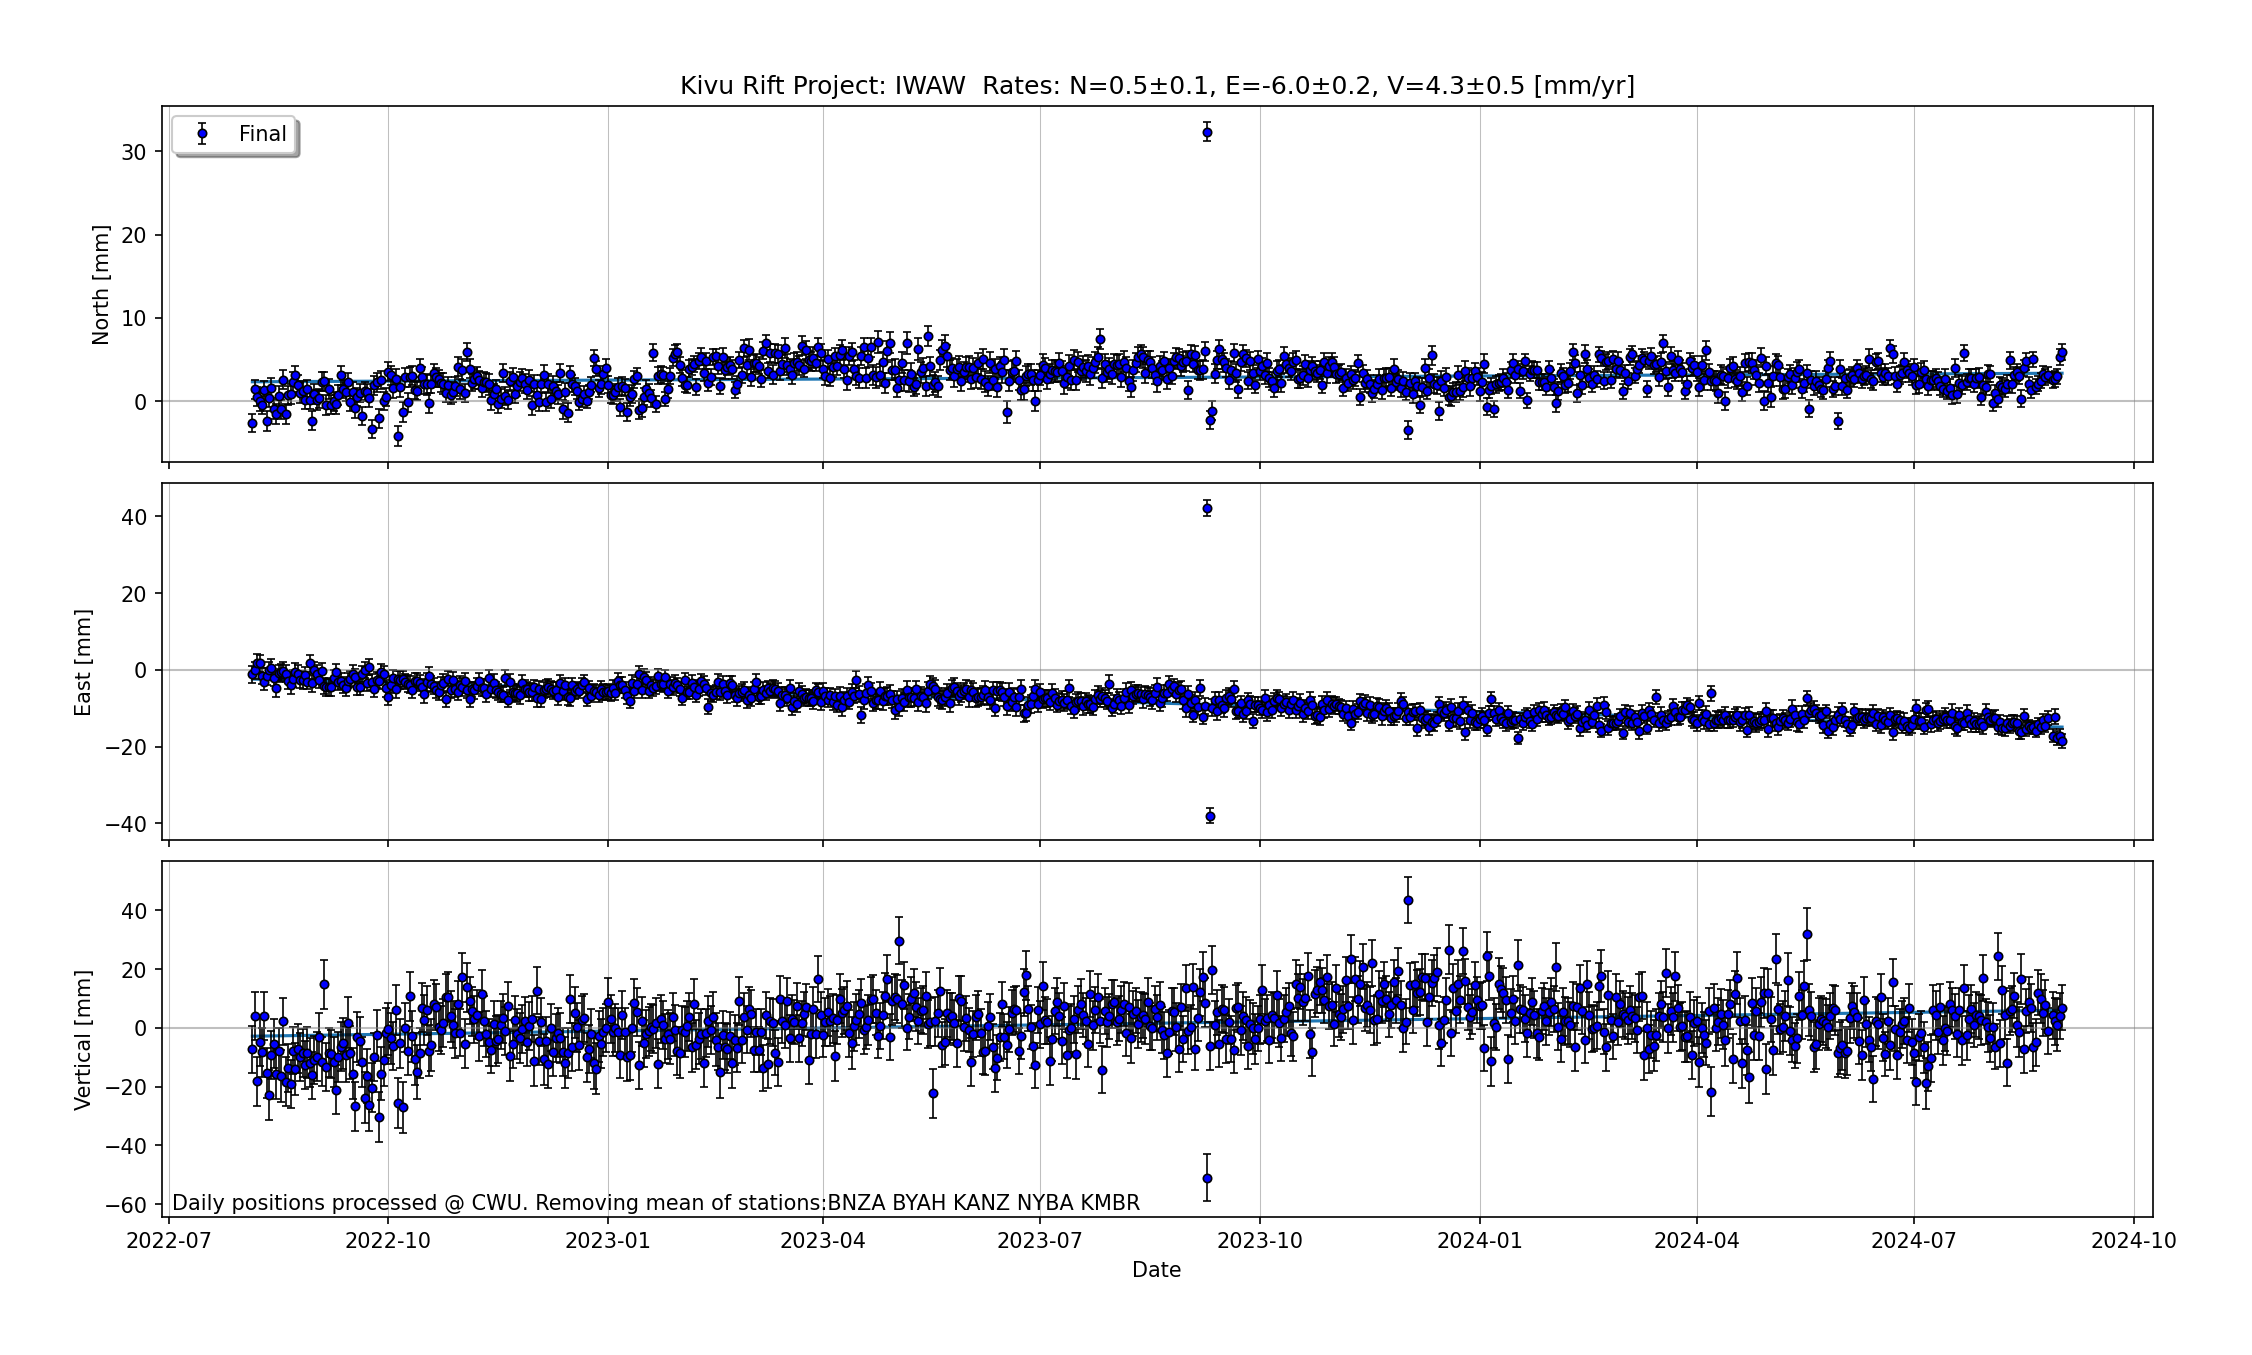 Kivu Rift Project: IWAW  Rates: N=0.5±0.1, E=-6.0±0.2, V=4.3±0.5 [mm/yr]
Final
North [mm]
30
20
10
0
East [mm]
40
20
0
−20
−40
Vertical [mm]
40
20
0
−20
−40
−60
Daily positions processed @ CWU. Removing mean of stations:BNZA BYAH KANZ NYBA KMBR
2022-07 2022-10 2023-01 2023-04 2023-07 2023-10 2024-01 2024-04 2024-07 2024-10
Date